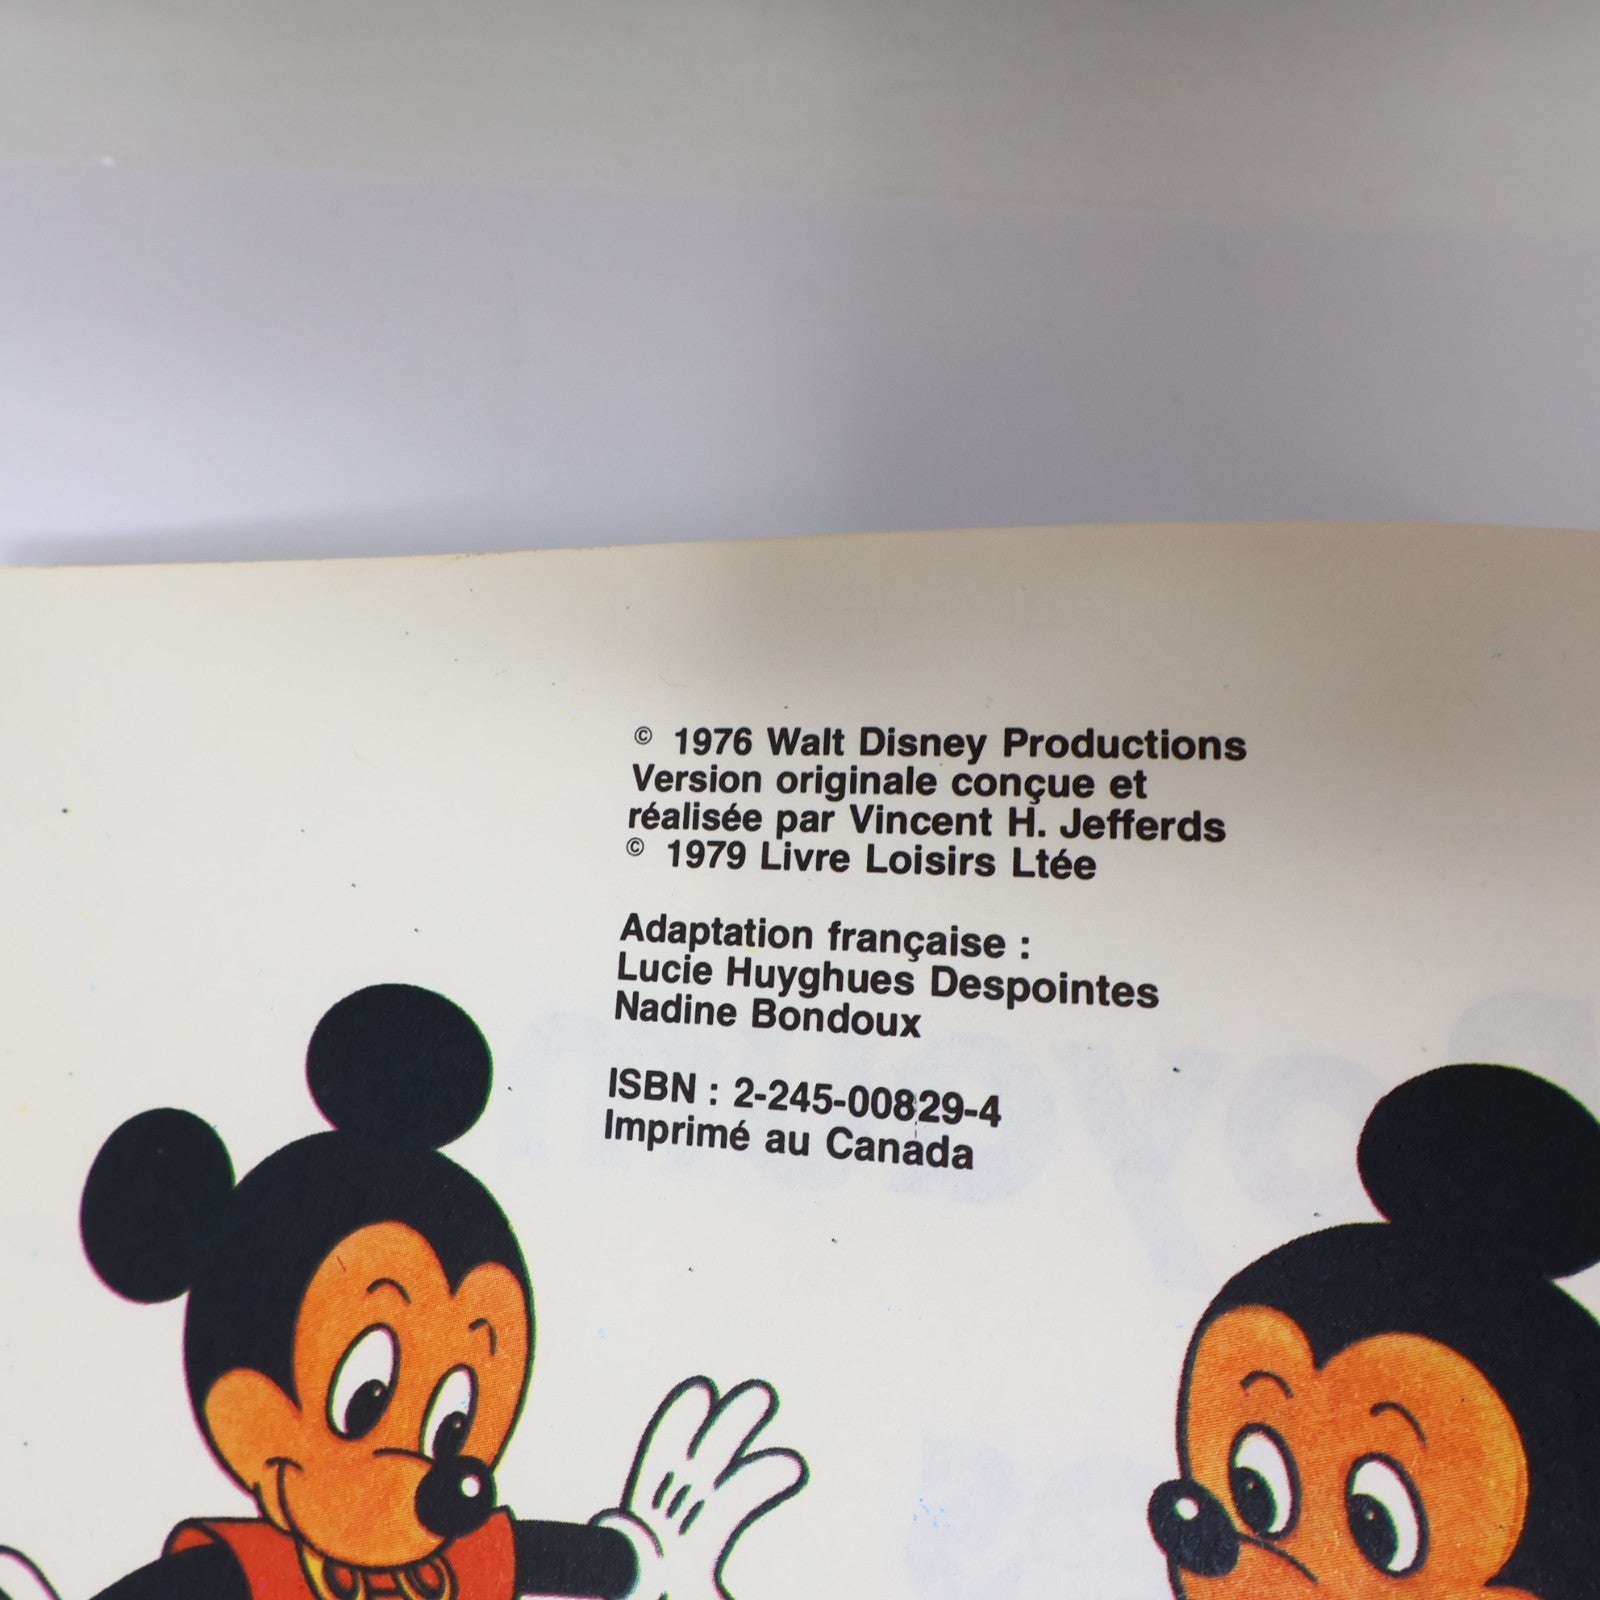 © 1976 Walt Disney Productions
Version originale conçue et
réalisée par Vincent H. Jefferds
© 1979 Livre Loisirs Ltée
Adaptation française :
Lucie Huyghues Despointes
Nadine Bondoux
ISBN : 2-245-00829-4
Imprimé au Canada